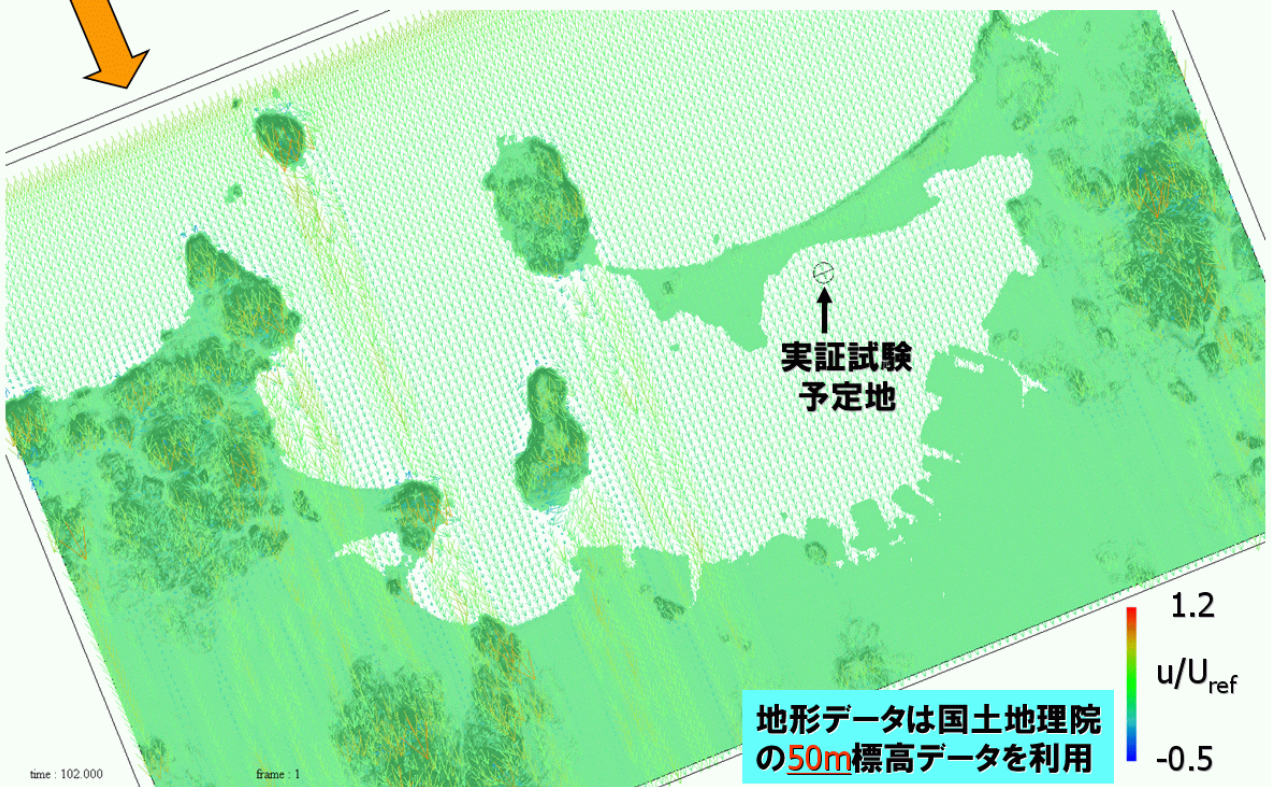 実証試験
予定地
1.2
u/Uref
-0.5
地形データは国土地理院
の50m標高データを利用
time : 102.000
frame : 1